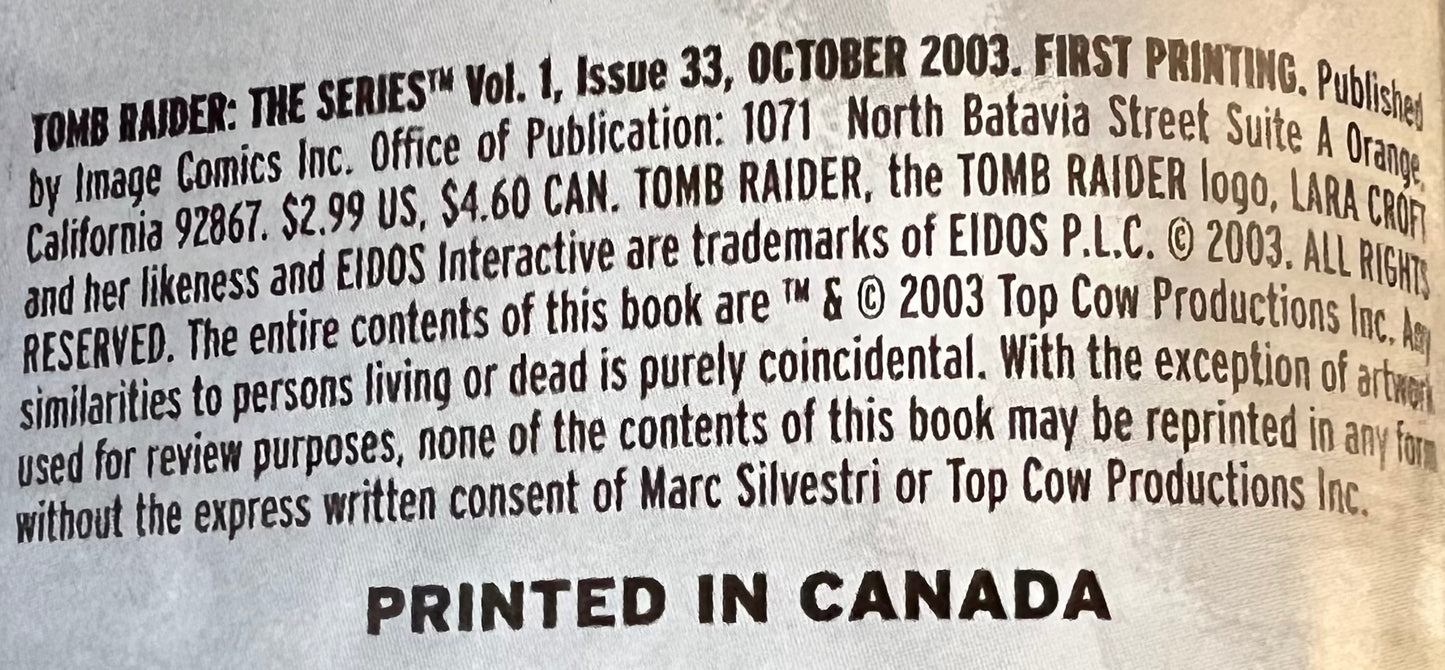 TOMB RAIDER: THE SERIES™ Vol. 1, Issue 33, OCTOBER 2003. FIRST PRINTING. Published
by Image Comics Inc. Office of Publication: 1071 North Batavia Street Suite A Orange,
California 92867. $2.99 US, $4.60 CAN. TOMB RAIDER, the TOMB RAIDER logo, LARA CROFT
and her likeness and EIDOS Interactive are trademarks of EIDOS P.L.C. © 2003. ALL RIGHTS
RESERVED. The entire contents of this book are ™ & © 2003 Top Cow Productions Inc. Any
similarities to persons living or dead is purely coincidental. With the exception of artwork
used for review purposes, none of the contents of this book may be reprinted in any form
without the express written consent of Marc Silvestri or Top Cow Productions Inc.
PRINTED IN CANADA